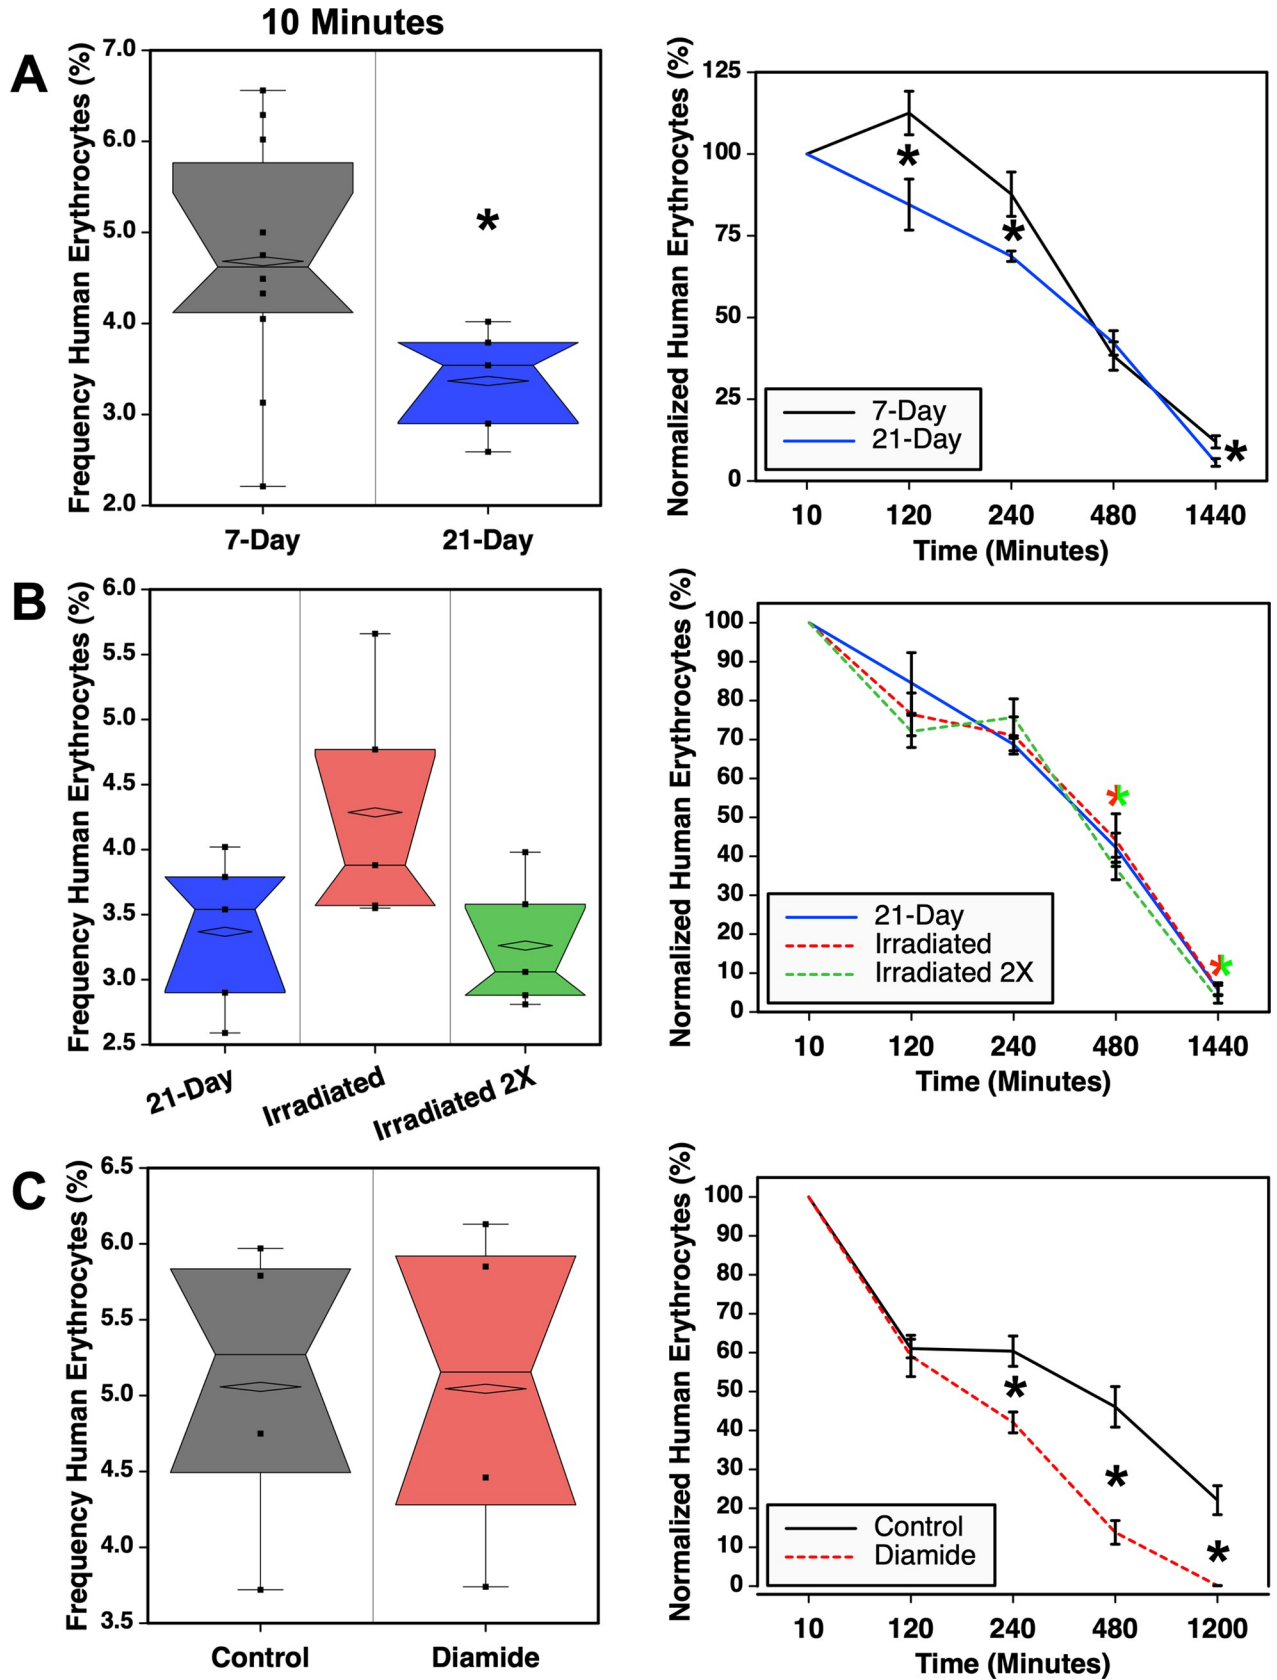 10 Minutes
A
Frequency Human Erythrocytes (%)
7.0
6.0
5.0
4.0
3.0
2.0
*
7-Day
21-Day
Normalized Human Erythrocytes (%)
125
100
75
50
25
0
*
*
*
7-Day
21-Day
10 120 240 480 1440
Time (Minutes)
B
Frequency Human Erythrocytes (%)
6.0
5.5
5.0
4.5
4.0
3.5
3.0
2.5
21-Day
Irradiated
Irradiated 2X
Normalized Human Erythrocytes (%)
100
90
80
70
60
50
40
30
20
10
0
*
*
21-Day
Irradiated
Irradiated 2X
10 120 240 480 1440
Time (Minutes)
C
Frequency Human Erythrocytes (%)
6.5
6.0
5.5
5.0
4.5
4.0
3.5
Control
Diamide
Normalized Human Erythrocytes (%)
100
90
80
70
60
50
40
30
20
10
0
*
*
*
Control
Diamide
10 120 240 480 1200
Time (Minutes)